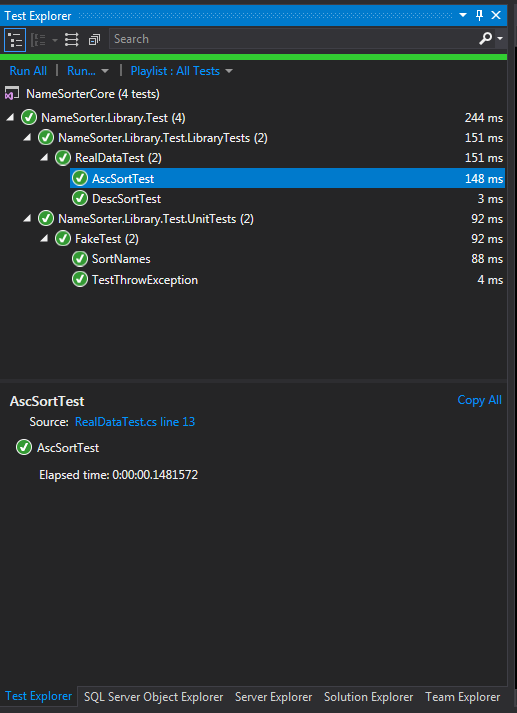 Test Explorer
Search
Run All | Run... | Playlist : All Tests
NameSorterCore (4 tests)
NameSorter.Library.Test (4) 244 ms
NameSorter.Library.Test.LibraryTests (2) 151 ms
RealDataTest (2) 151 ms
AscSortTest 148 ms
DescSortTest 3 ms
NameSorter.Library.Test.UnitTests (2) 92 ms
FakeTest (2) 92 ms
SortNames 88 ms
TestThrowException 4 ms
AscSortTest Copy All
Source: RealDataTest.cs line 13
AscSortTest
Elapsed time: 0:00:00.1481572
Test Explorer SQL Server Object Explorer Server Explorer Solution Explorer Team Explorer